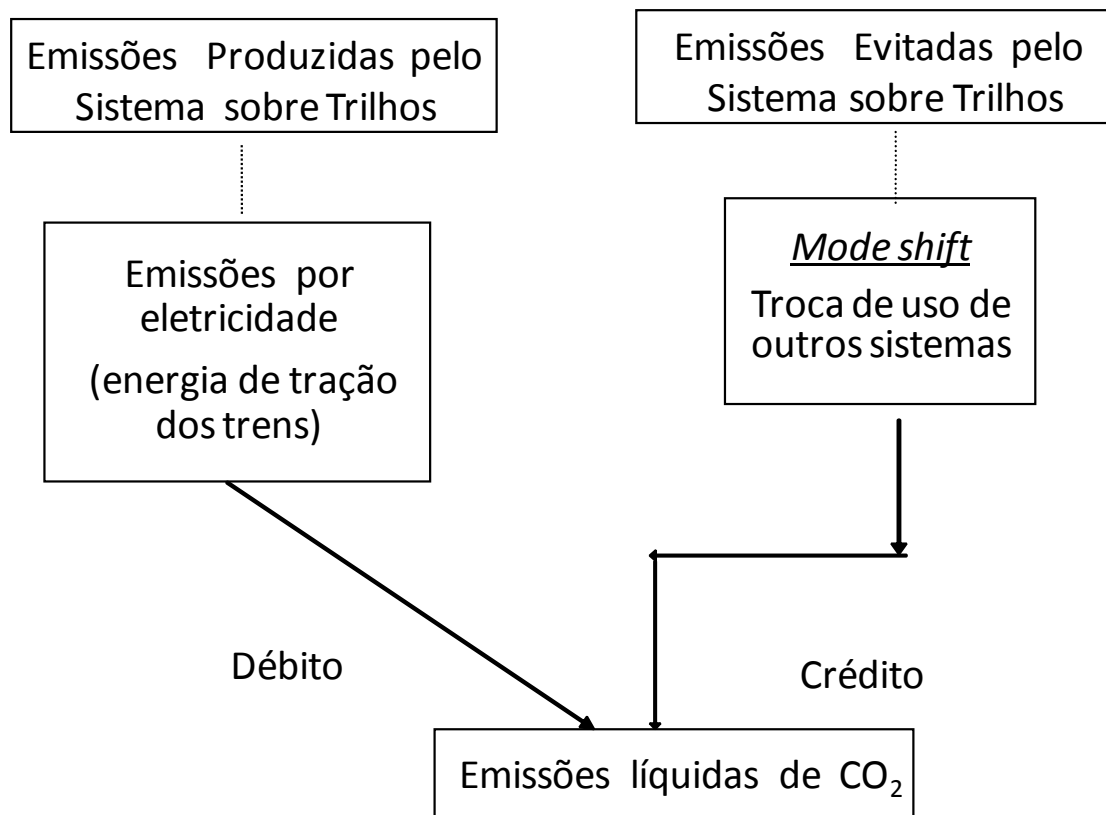 Emissões Produzidas pelo
Sistema sobre Trilhos
Emissões Evitadas pelo
Sistema sobre Trilhos
Emissões por
eletricidade
(energia de tração
dos trens)
Mode shift
Troca de uso de
outros sistemas
Débito
Crédito
Emissões líquidas de CO₂